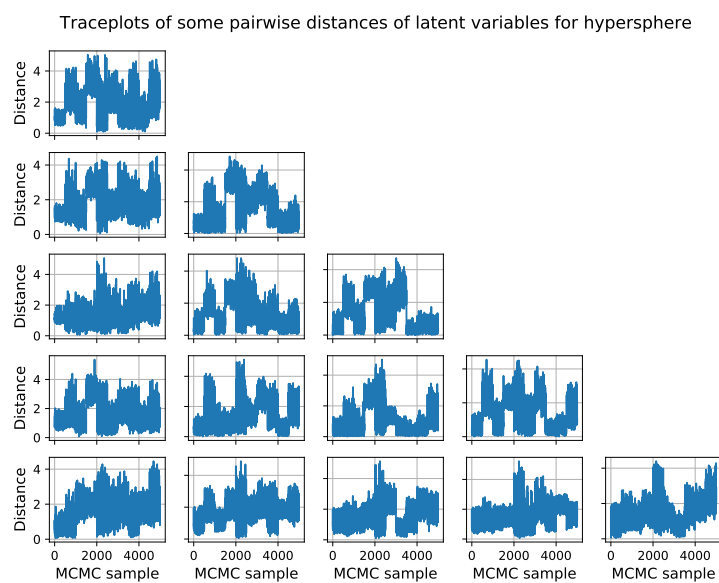 Traceplots of some pairwise distances of latent variables for hypersphere
4
2
0
Distance
4
2
0
Distance
4
2
0
Distance
4
2
0
Distance
4
2
0
Distance
0 2000 4000 0 2000 4000 0 2000 4000 0 2000 4000 0 2000 4000
MCMC sample MCMC sample MCMC sample MCMC sample MCMC sample